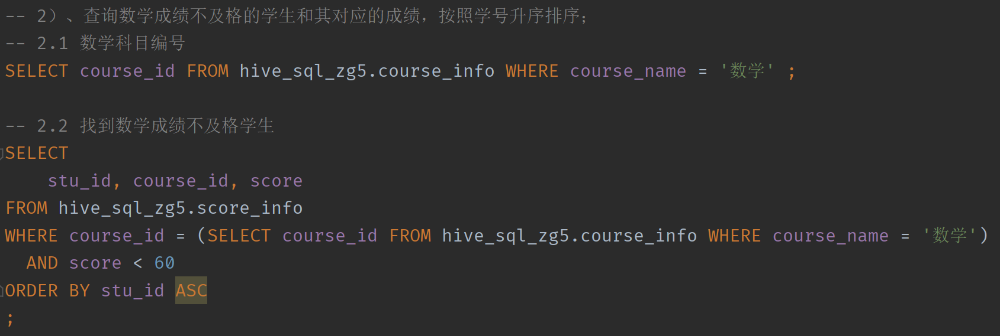 -- 2）、查询数学成绩不及格的学生和其对应的成绩，按照学号升序排序；
-- 2.1 数学科目编号
SELECT course_id FROM hive_sql_zg5.course_info WHERE course_name = '数学' ;
-- 2.2 找到数学成绩不及格学生
SELECT
    stu_id, course_id, score
FROM hive_sql_zg5.score_info
WHERE course_id = (SELECT course_id FROM hive_sql_zg5.course_info WHERE course_name = '数学')
  AND score < 60
ORDER BY stu_id ASC
;